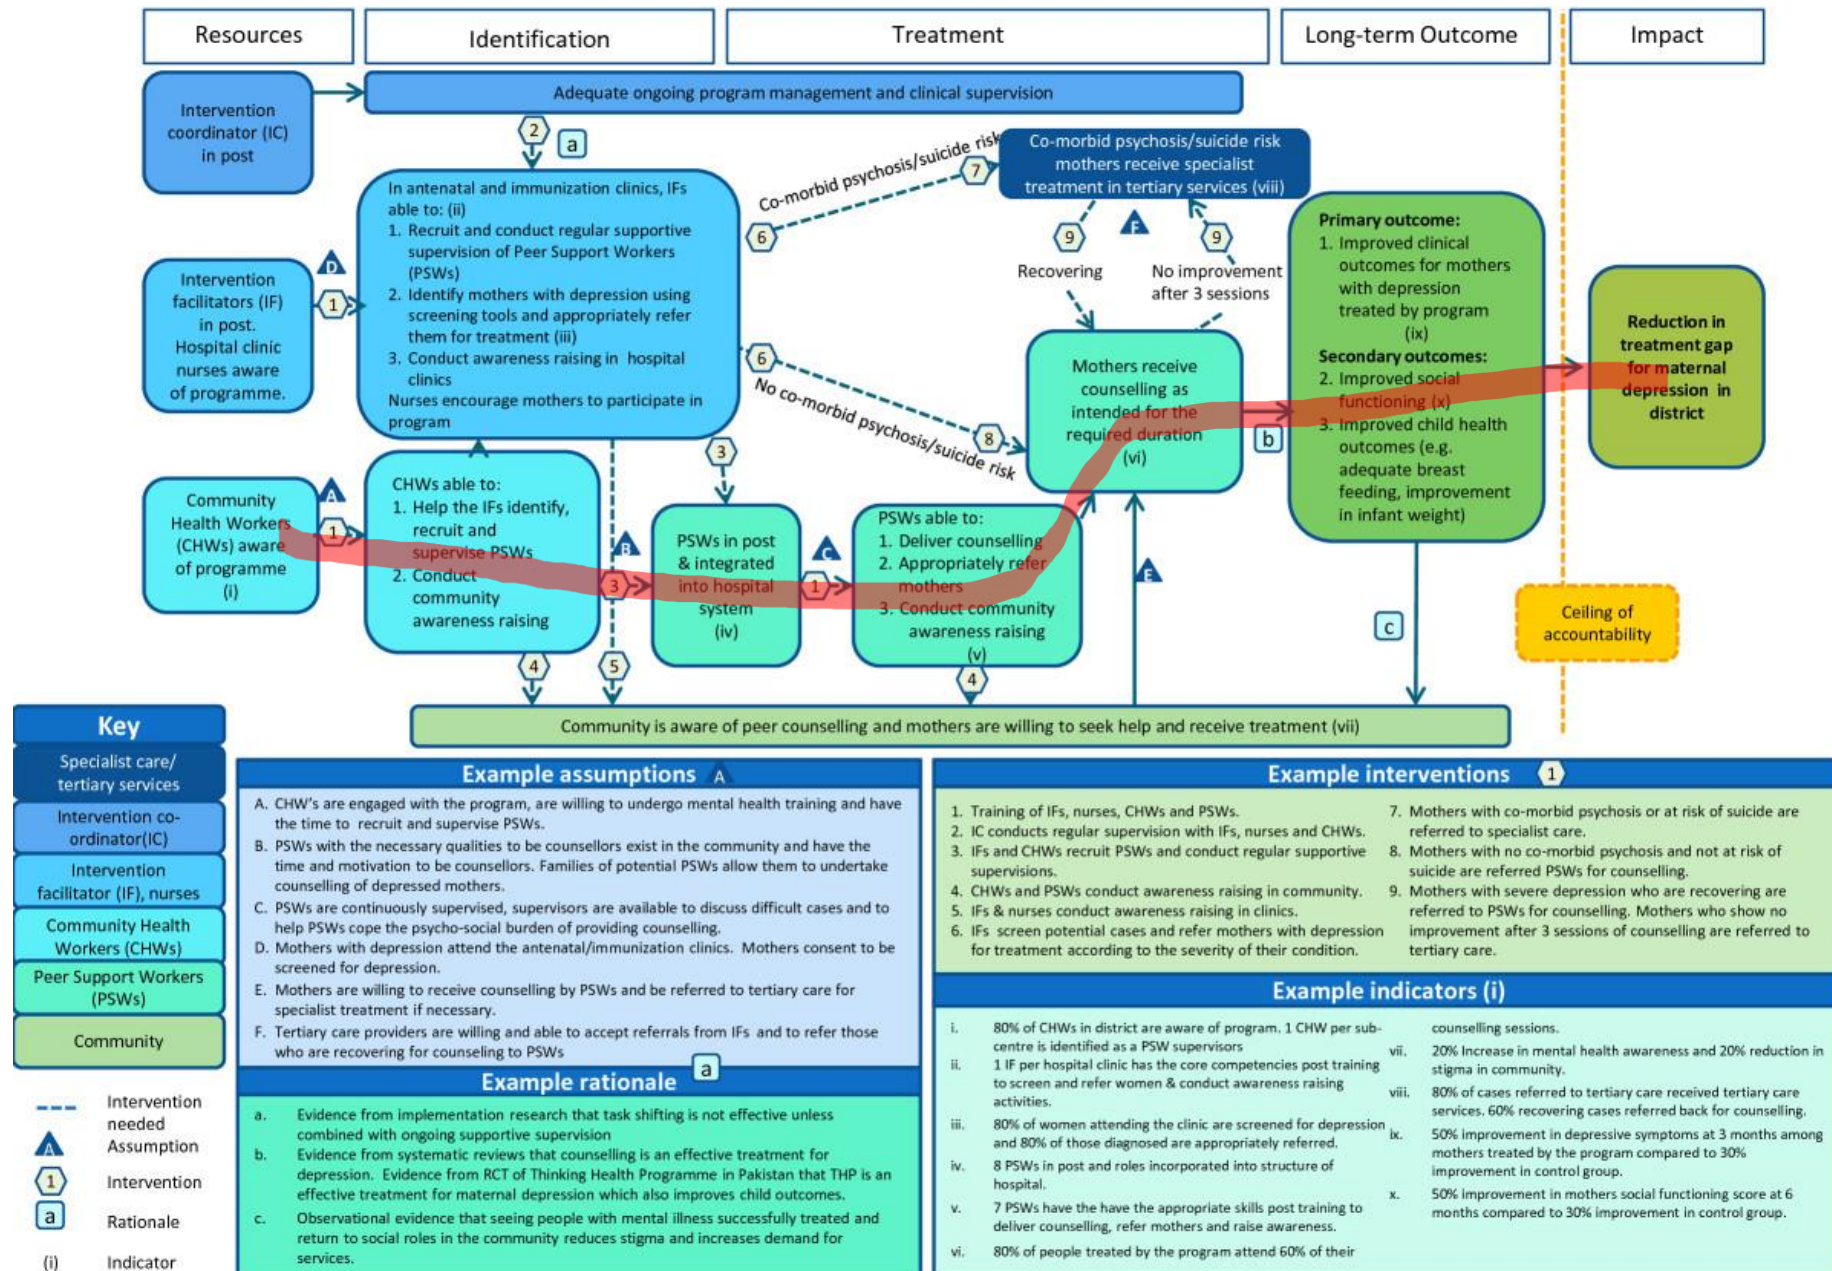 Resources
Identification
Treatment
Long-term Outcome
Impact
Intervention
coordinator (IC)
in post
Adequate ongoing program management and clinical supervision
2
a
In antenatal and immunization clinics, IFs
able to: (ii)
1. Recruit and conduct regular supportive
supervision of Peer Support Workers
(PSWs)
2. Identify mothers with depression using
screening tools and appropriately refer
them for treatment (iii)
3. Conduct awareness raising in hospital
clinics
Nurses encourage mothers to participate in
program
D
1
Intervention
facilitators (IF)
in post.
Hospital clinic
nurses aware
of programme.
6
Co-morbid psychosis/suicide risk
7
Co-morbid psychosis/suicide risk
mothers receive specialist
treatment in tertiary services (viii)
9
F
9
Recovering
No improvement
after 3 sessions
6
No co-morbid psychosis/suicide risk
8
Mothers receive
counselling as
intended for the
required duration
(vi)
b
Primary outcome:
1. Improved clinical
outcomes for mothers
with depression
treated by program
(ix)
Secondary outcomes:
2. Improved social
functioning (x)
3. Improved child health
outcomes (e.g.
adequate breast
feeding, improvement
in infant weight)
Reduction in
treatment gap
for maternal
depression in
district
Community
Health Workers
(CHWs) aware
of programme
(i)
A
1
CHWs able to:
1. Help the IFs identify,
recruit and
supervise PSWs
2. Conduct
community
awareness raising
3
B
3
PSWs in post
& integrated
into hospital
system
(iv)
C
1
PSWs able to:
1. Deliver counselling
2. Appropriately refer
mothers
3. Conduct community
awareness raising
(v)
E
c
Ceiling of
accountability
4
5
4
Community is aware of peer counselling and mothers are willing to seek help and receive treatment (vii)
Key
Specialist care/
tertiary services
Intervention co-
ordinator(IC)
Intervention
facilitator (IF), nurses
Community Health
Workers (CHWs)
Peer Support Workers
(PSWs)
Community
Intervention
needed
A
Assumption
1
Intervention
a
Rationale
(i)
Indicator
Example assumptions A
A. CHW's are engaged with the program, are willing to undergo mental health training and have
the time to recruit and supervise PSWs.
B. PSWs with the necessary qualities to be counsellors exist in the community and have the
time and motivation to be counsellors. Families of potential PSWs allow them to undertake
counselling of depressed mothers.
C. PSWs are continuously supervised, supervisors are available to discuss difficult cases and to
help PSWs cope the psycho-social burden of providing counselling.
D. Mothers with depression attend the antenatal/immunization clinics. Mothers consent to be
screened for depression.
E. Mothers are willing to receive counselling by PSWs and be referred to tertiary care for
specialist treatment if necessary.
F. Tertiary care providers are willing and able to accept referrals from IFs and to refer those
who are recovering for counseling to PSWs
Example rationale a
a. Evidence from implementation research that task shifting is not effective unless
combined with ongoing supportive supervision
b. Evidence from systematic reviews that counselling is an effective treatment for
depression. Evidence from RCT of Thinking Health Programme in Pakistan that THP is an
effective treatment for maternal depression which also improves child outcomes.
c. Observational evidence that seeing people with mental illness successfully treated and
return to social roles in the community reduces stigma and increases demand for
services.
Example interventions 1
1. Training of IFs, nurses, CHWs and PSWs.
2. IC conducts regular supervision with IFs, nurses and CHWs.
3. IFs and CHWs recruit PSWs and conduct regular supportive
supervisions.
4. CHWs and PSWs conduct awareness raising in community.
5. IFs & nurses conduct awareness raising in clinics.
6. IFs screen potential cases and refer mothers with depression
for treatment according to the severity of their condition.
7. Mothers with co-morbid psychosis or at risk of suicide are
referred to specialist care.
8. Mothers with no co-morbid psychosis and not at risk of
suicide are referred PSWs for counselling.
9. Mothers with severe depression who are recovering are
referred to PSWs for counselling. Mothers who show no
improvement after 3 sessions of counselling are referred to
tertiary care.
Example indicators (i)
i. 80% of CHWs in district are aware of program. 1 CHW per sub-
centre is identified as a PSW supervisors
ii. 1 IF per hospital clinic has the core competencies post training
to screen and refer women & conduct awareness raising
activities.
iii. 80% of women attending the clinic are screened for depression
and 80% of those diagnosed are appropriately referred.
iv. 8 PSWs in post and roles incorporated into structure of
hospital.
v. 7 PSWs have the have the appropriate skills post training to
deliver counselling, refer mothers and raise awareness.
vi. 80% of people treated by the program attend 60% of their
counselling sessions.
vii. 20% Increase in mental health awareness and 20% reduction in
stigma in community.
viii. 80% of cases referred to tertiary care received tertiary care
services. 60% recovering cases referred back for counselling.
ix. 50% improvement in depressive symptoms at 3 months among
mothers treated by the program compared to 30%
improvement in control group.
x. 50% improvement in mothers social functioning score at 6
months compared to 30% improvement in control group.